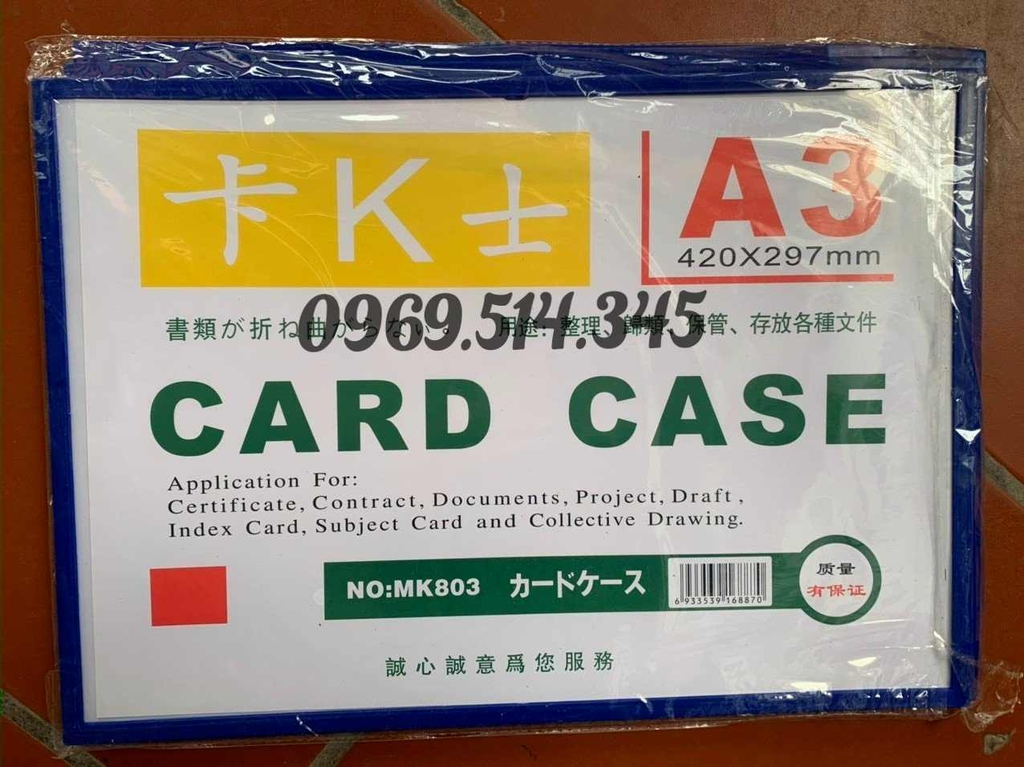 卡K士
A3
420X297mm
書類が折ね曲がらない。 用途: 整理、歸類、保管、存放各種文件
0969.514.345
CARD CASE
Application For:
Certificate, Contract, Documents, Project, Draft,
Index Card, Subject Card and Collective Drawing.
NO:MK803 カードケース
6 933539 168870
质量
有保证
誠心誠意爲您服務